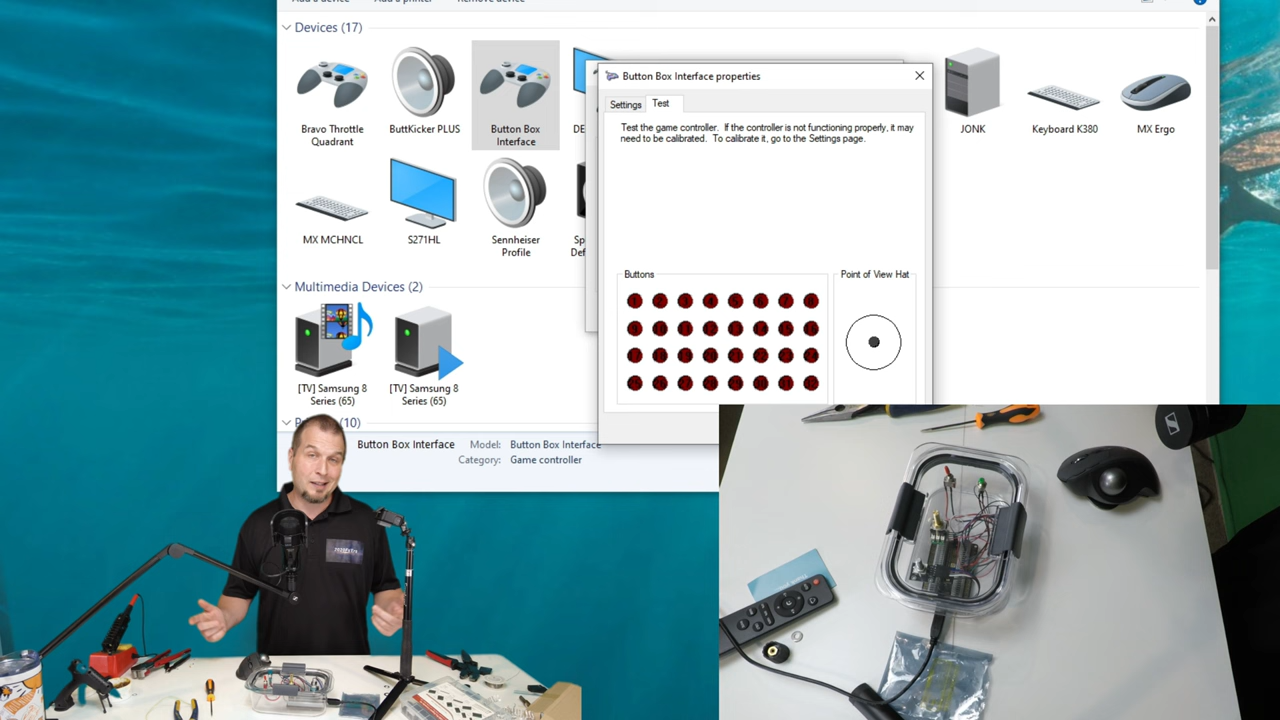 Devices (17)
Bravo Throttle
Quadrant
ButtKicker PLUS
Button Box
Interface
JONK
Keyboard K380
MX Ergo
MX MCHNCL
S271HL
Sennheiser
Profile
Multimedia Devices (2)
[TV] Samsung 8
Series (65)
[TV] Samsung 8
Series (65)
Button Box Interface
Model:
Button Box Interface
Category:
Game controller
Button Box Interface properties
Settings
Test
Test the game controller. If the controller is not functioning properly, it may
need to be calibrated. To calibrate it, go to the Settings page.
Buttons
Point of View Hat